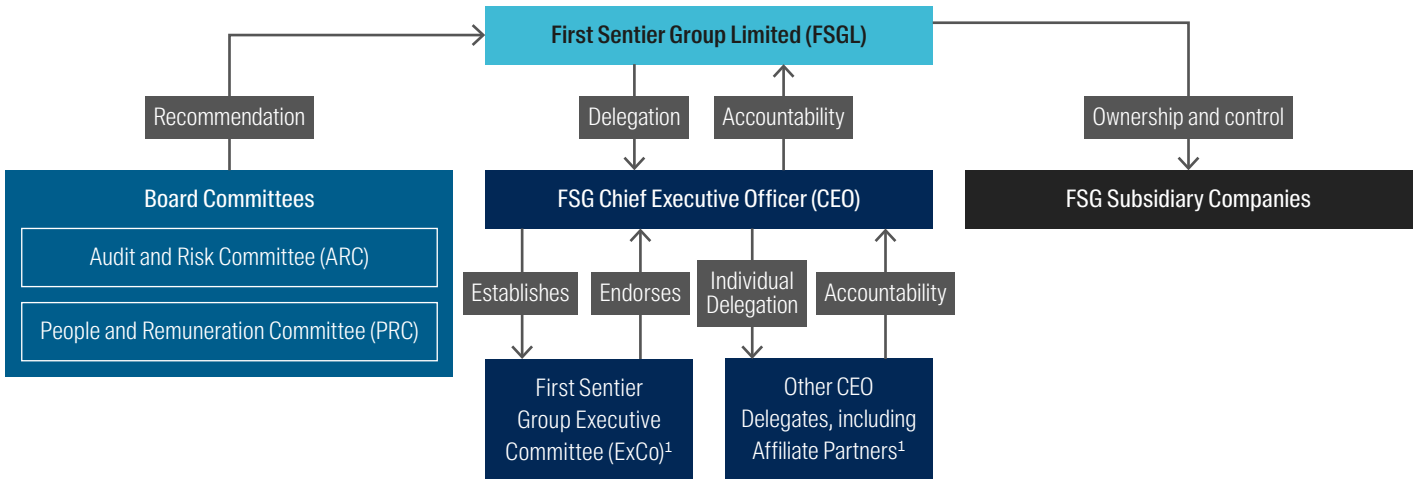 First Sentier Group Limited (FSGL)
Recommendation
Delegation
Accountability
Ownership and control
Board Committees
Audit and Risk Committee (ARC)
People and Remuneration Committee (PRC)
FSG Chief Executive Officer (CEO)
FSG Subsidiary Companies
Establishes
Endorses
Individual
Delegation
Accountability
First Sentier
Group Executive
Committee (ExCo)¹
Other CEO
Delegates, including
Affiliate Partners¹